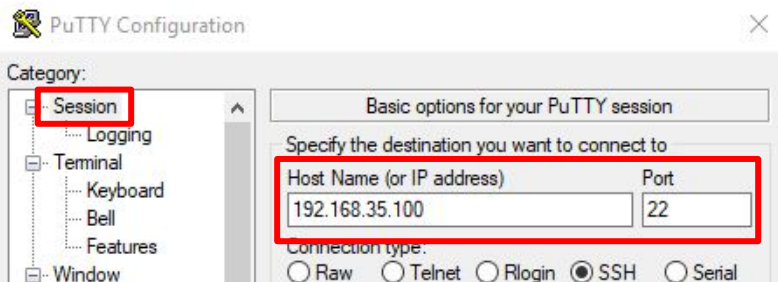 PuTTY Configuration
Category:
Session
Logging
Terminal
Keyboard
Bell
Features
Window
Basic options for your PuTTY session
Specify the destination you want to connect to
Host Name (or IP address) Port
192.168.35.100 22
Connection type:
Raw Telnet Rlogin SSH Serial